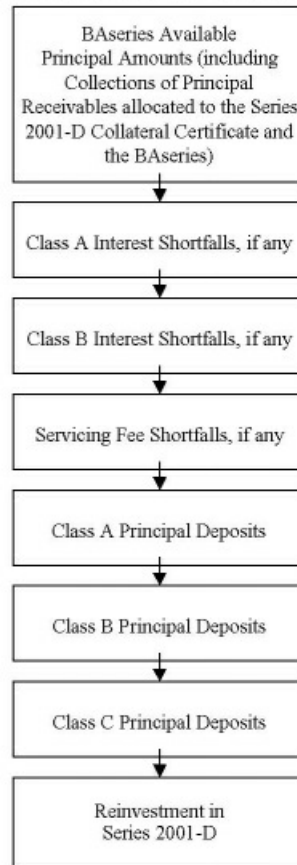 BAseries Available
Principal Amounts (including
Collections of Principal
Receivables allocated to the Series
2001-D Collateral Certificate and
the BAseries)
Class A Interest Shortfalls, if any
Class B Interest Shortfalls, if any
Servicing Fee Shortfalls, if any
Class A Principal Deposits
Class B Principal Deposits
Class C Principal Deposits
Reinvestment in
Series 2001-D